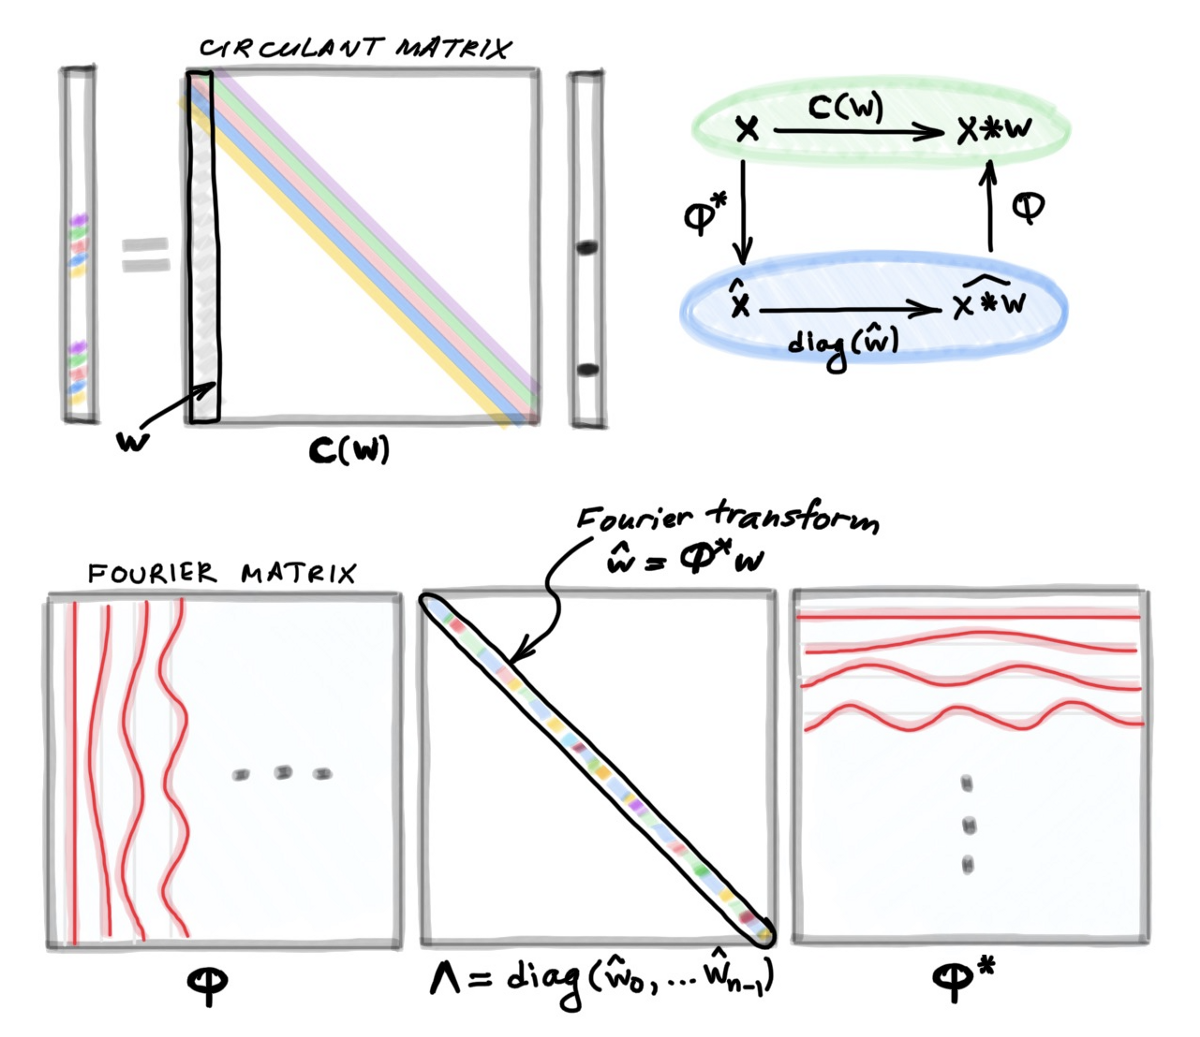 CIRCULANT MATRIX
=
w
C(w)
C(w)
x
x*w
Φ*
Φ
x̂
x*w^
diag(ŵ)
Fourier transform
ŵ = Φ*w
FOURIER MATRIX
Φ
Λ = diag(ŵ₀,...ŵₙ₋₁)
Φ*